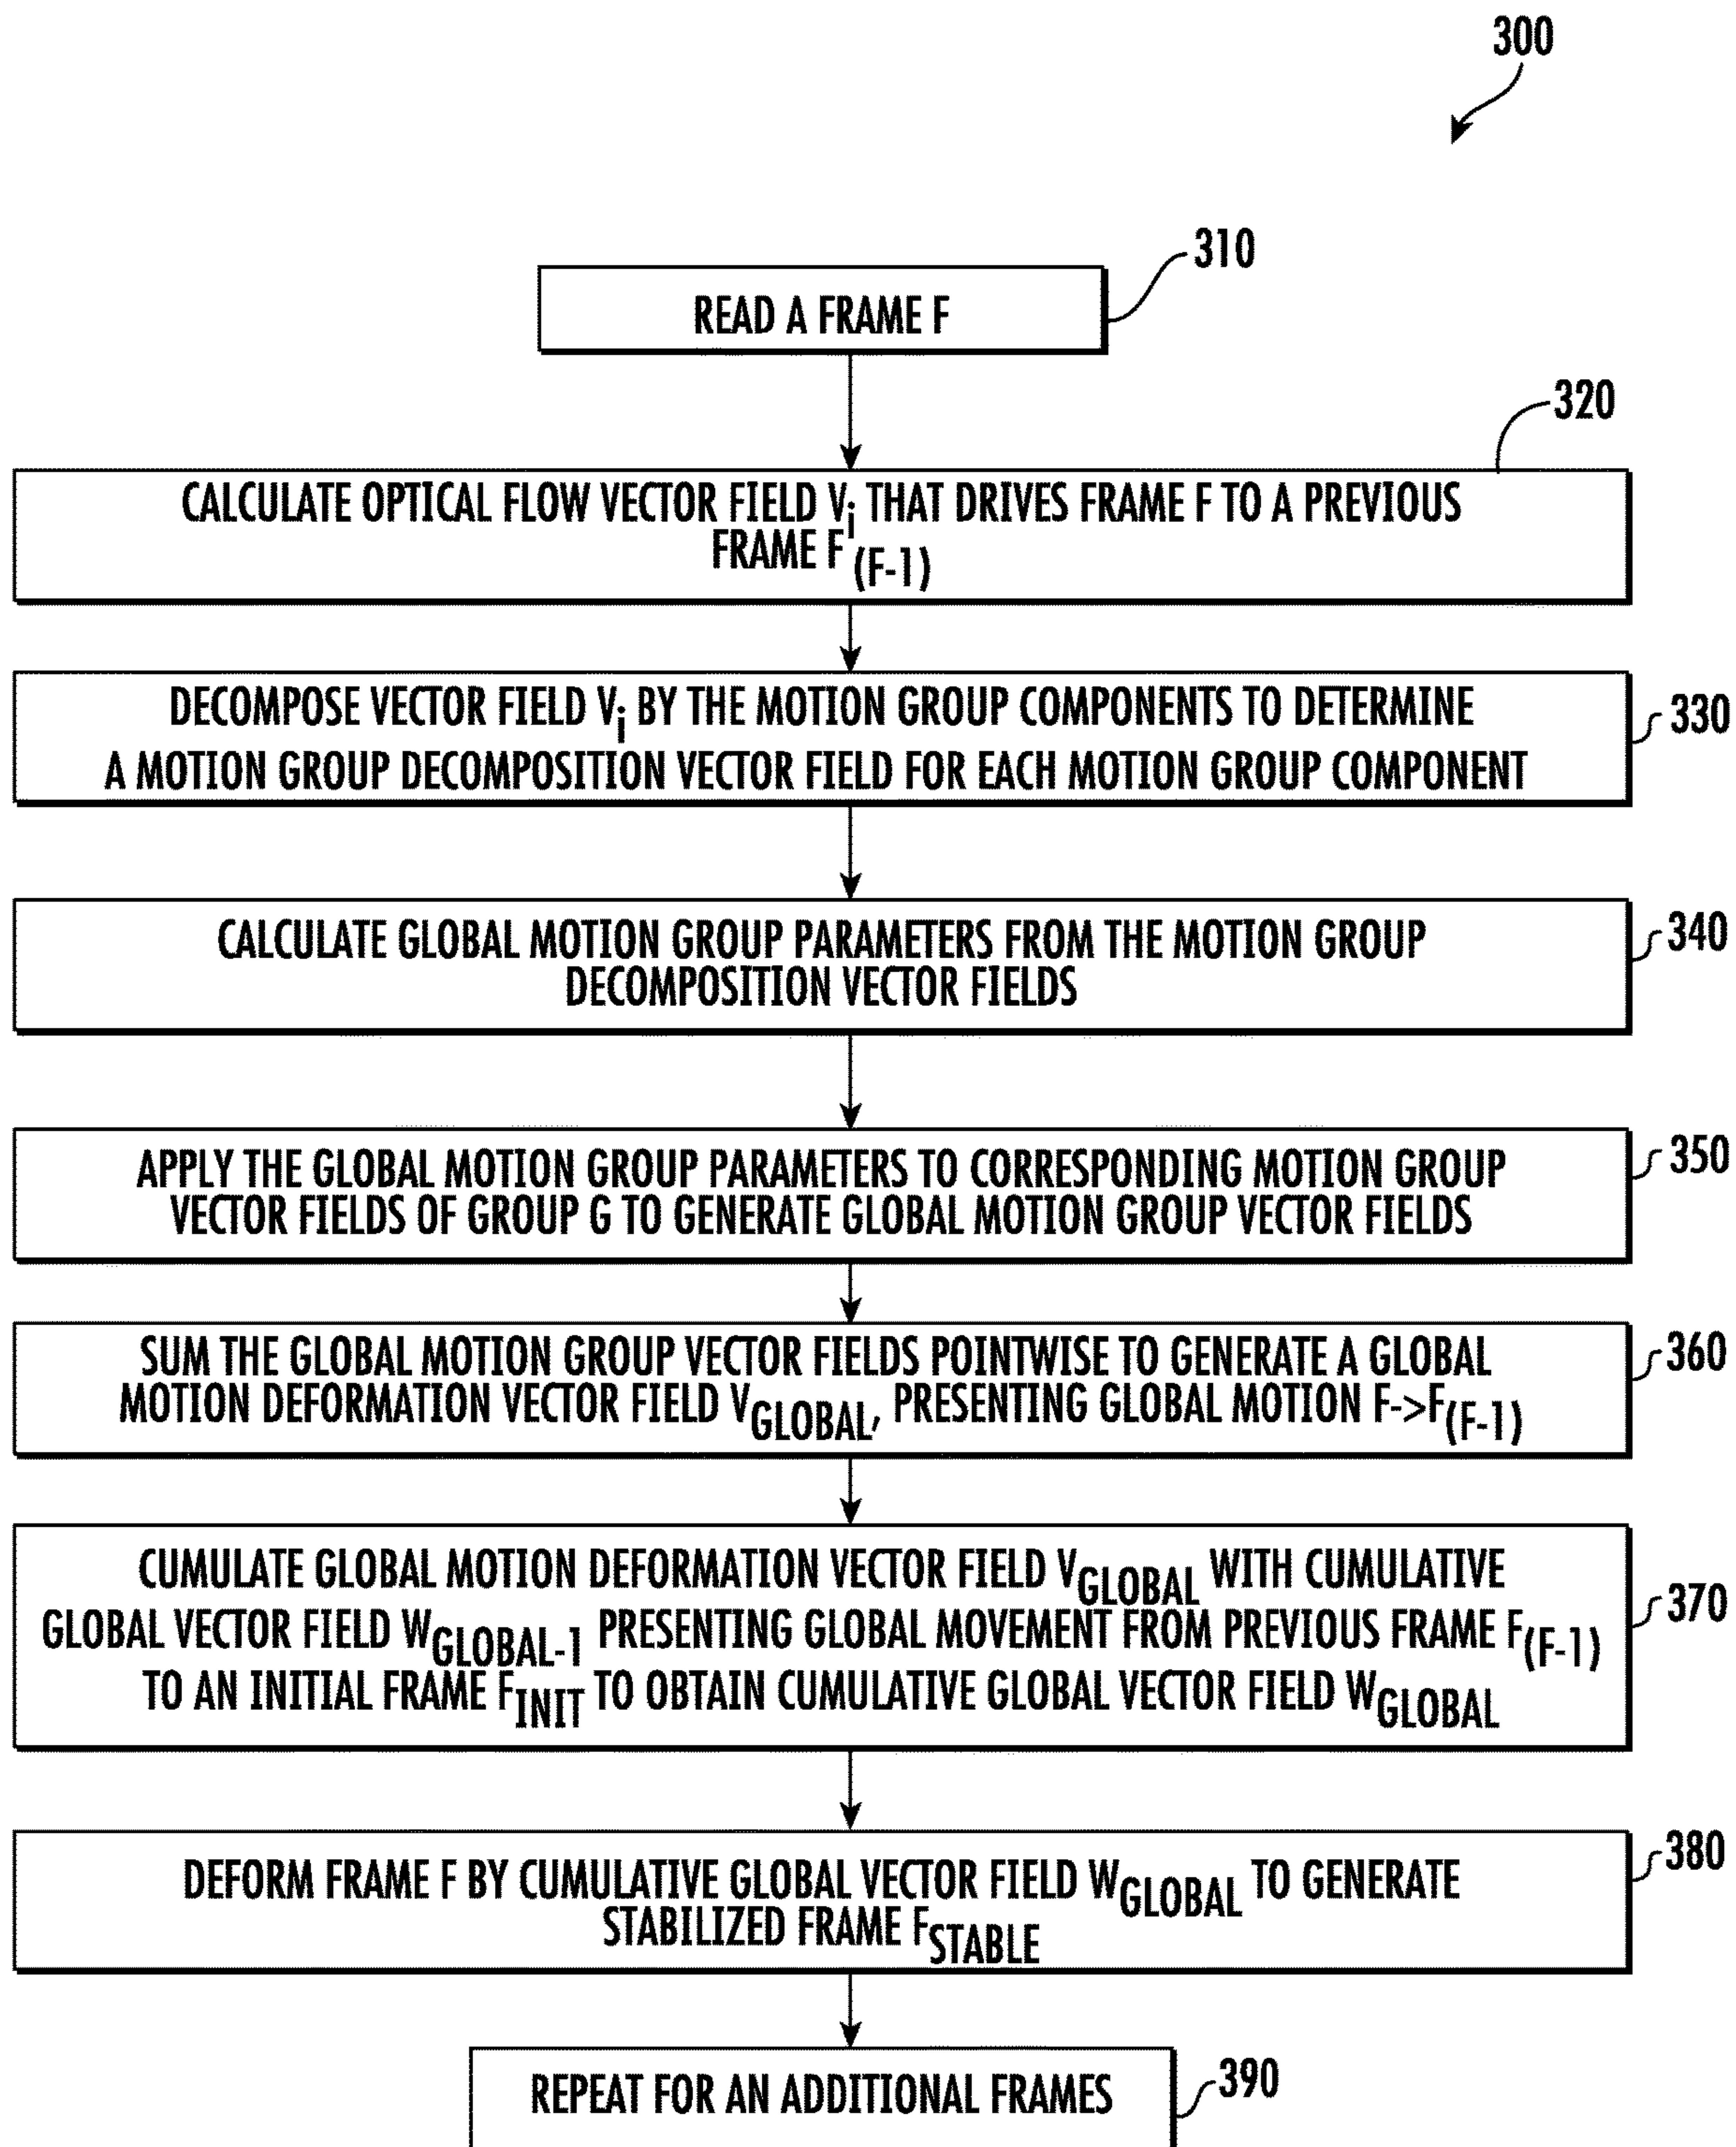 300
310
READ A FRAME F
320
CALCULATE OPTICAL FLOW VECTOR FIELD Vi THAT DRIVES FRAME F TO A PREVIOUS
FRAME F(F-1)
DECOMPOSE VECTOR FIELD Vi BY THE MOTION GROUP COMPONENTS TO DETERMINE
330
A MOTION GROUP DECOMPOSITION VECTOR FIELD FOR EACH MOTION GROUP COMPONENT
CALCULATE GLOBAL MOTION GROUP PARAMETERS FROM THE MOTION GROUP
340
DECOMPOSITION VECTOR FIELDS
APPLY THE GLOBAL MOTION GROUP PARAMETERS TO CORRESPONDING MOTION GROUP
350
VECTOR FIELDS OF GROUP G TO GENERATE GLOBAL MOTION GROUP VECTOR FIELDS
SUM THE GLOBAL MOTION GROUP VECTOR FIELDS POINTWISE TO GENERATE A GLOBAL
360
MOTION DEFORMATION VECTOR FIELD VGLOBAL, PRESENTING GLOBAL MOTION F->F(F-1)
CUMULATE GLOBAL MOTION DEFORMATION VECTOR FIELD VGLOBAL WITH CUMULATIVE
370
GLOBAL VECTOR FIELD WGLOBAL-1 PRESENTING GLOBAL MOVEMENT FROM PREVIOUS FRAME F(F-1)
TO AN INITIAL FRAME FINIT TO OBTAIN CUMULATIVE GLOBAL VECTOR FIELD WGLOBAL
380
DEFORM FRAME F BY CUMULATIVE GLOBAL VECTOR FIELD WGLOBAL TO GENERATE
STABILIZED FRAME FSTABLE
REPEAT FOR AN ADDITIONAL FRAMES
390